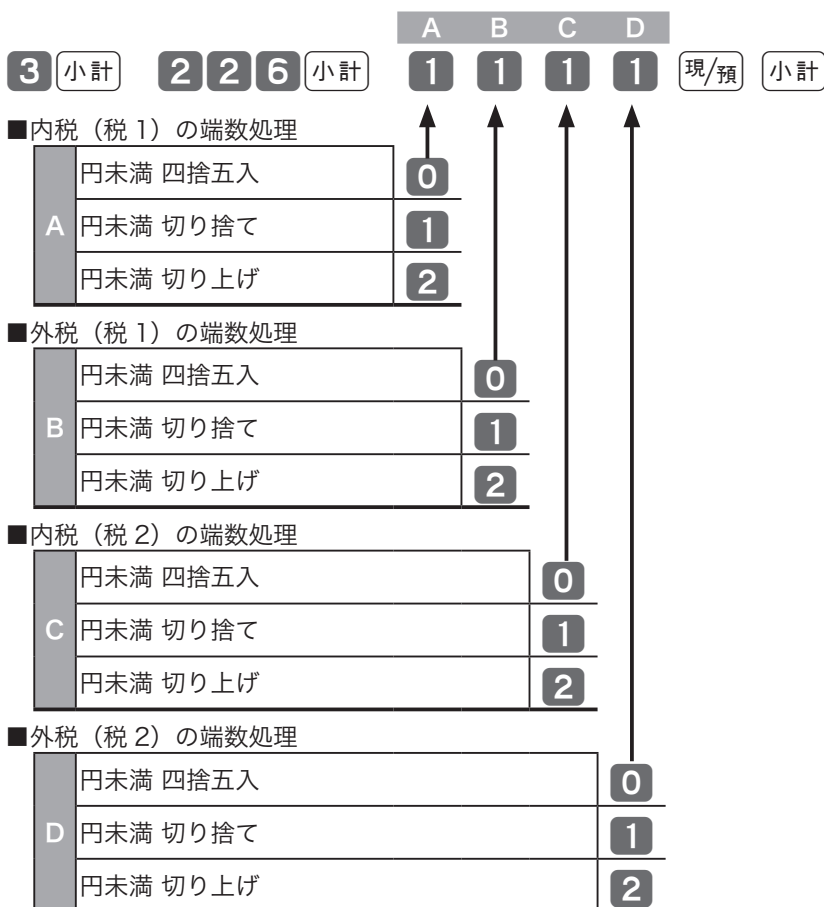 A B C D
3 小計 2 2 6 小計 1 1 1 1 現/預 小計
■内税（税 1）の端数処理
円未満 四捨五入 0
A 円未満 切り捨て 1
円未満 切り上げ 2
■外税（税 1）の端数処理
円未満 四捨五入 0
B 円未満 切り捨て 1
円未満 切り上げ 2
■内税（税 2）の端数処理
円未満 四捨五入 0
C 円未満 切り捨て 1
円未満 切り上げ 2
■外税（税 2）の端数処理
円未満 四捨五入 0
D 円未満 切り捨て 1
円未満 切り上げ 2